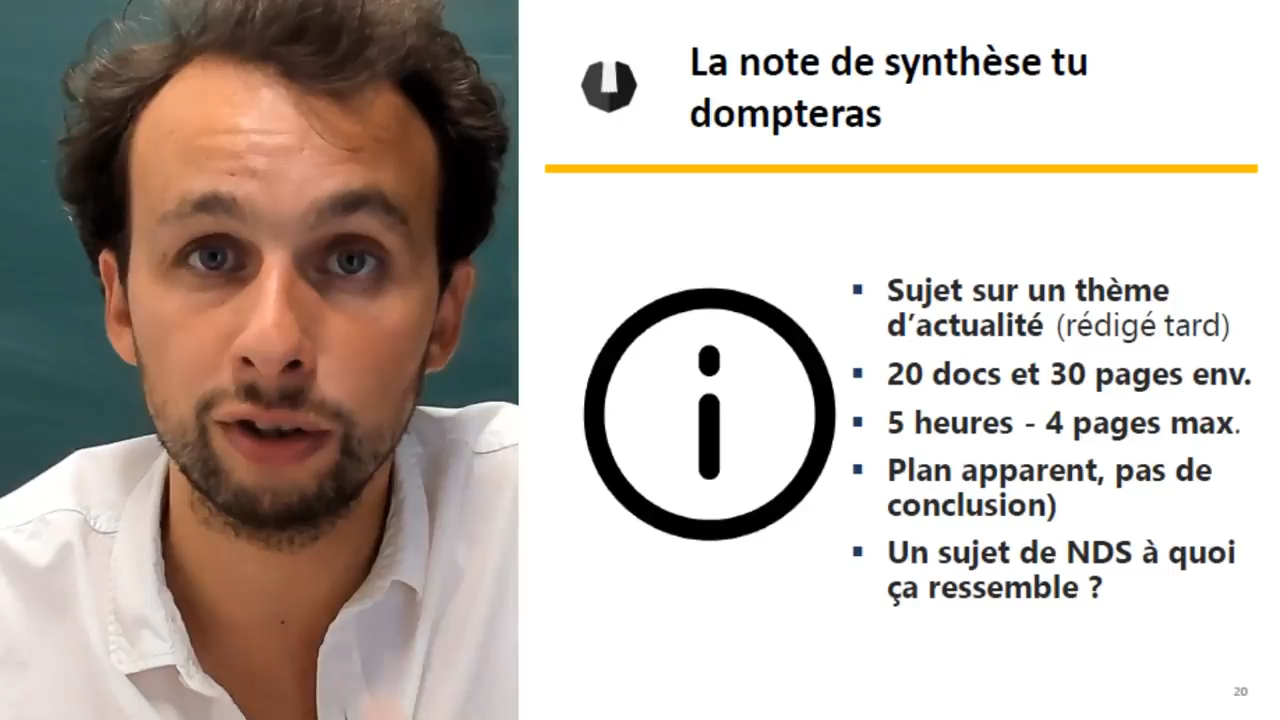 La note de synthèse tu
dompteras
Sujet sur un thème
d’actualité (rédigé tard)
20 docs et 30 pages env.
5 heures - 4 pages max.
Plan apparent, pas de
conclusion)
Un sujet de NDS à quoi
ça ressemble ?
20